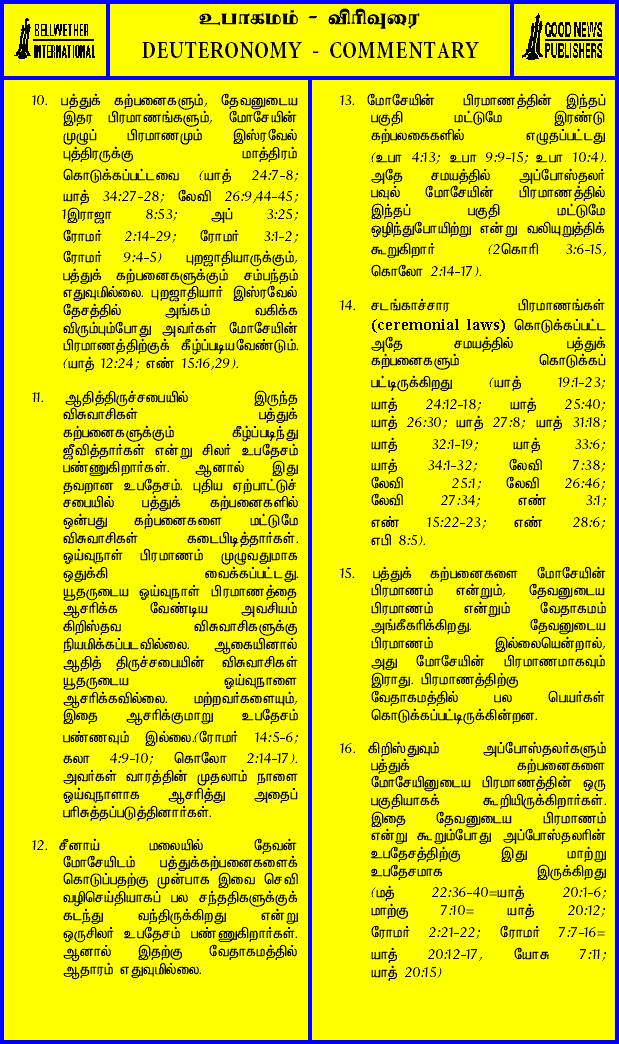 BELLWETHER
INTERNATIONAL
உபாகமம் - விரிவுரை
DEUTERONOMY - COMMENTARY
GOOD NEWS
PUBLISHERS
10. பத்துக் கற்பனைகளும், தேவனுடைய
இதர பிரமாணங்களும், மோசேயின்
முழுப் பிரமாணமும் இஸ்ரவேல்
புத்திரருக்கு மாத்திரம்
கொடுக்கப்பட்டவை (யாத் 24:7-8;
யாத் 34:27-28; லேவி 26:9,44-45;
1இராஜா 8:53; அப் 3:25;
ரோமர் 2:14-29; ரோமர் 3:1-2;
ரோமர் 9:4-5) புறஜாதியாருக்கும்,
பத்துக் கற்பனைகளுக்கும் சம்பந்தம்
எதுவுமில்லை. புறஜாதியார் இஸ்ரவேல்
தேசத்தில் அங்கம் வகிக்க
விரும்பும்போது அவர்கள் மோசேயின்
பிரமாணத்திற்குக் கீழ்ப்படியவேண்டும்.
(யாத் 12:24; எண் 15:16,29).
11. ஆதித்திருச்சபையில் இருந்த
விசுவாசிகள் பத்துக்
கற்பனைகளுக்கும் கீழ்ப்படிந்து
ஜீவித்தார்கள் என்று சிலர் உபதேசம்
பண்ணுகிறார்கள். ஆனால் இது
தவறான உபதேசம். புதிய ஏற்பாட்டுச்
சபையில் பத்துக் கற்பனைகளில்
ஒன்பது கற்பனைகளை மட்டுமே
விசுவாசிகள் கடைபிடித்தார்கள்.
ஓய்வுநாள் பிரமாணம் முழுவதுமாக
ஒதுக்கி வைக்கப்பட்டது.
யூதருடைய ஓய்வுநாள் பிரமாணத்தை
ஆசரிக்க வேண்டிய அவசியம்
கிறிஸ்தவ விசுவாசிகளுக்கு
நியமிக்கப்படவில்லை. ஆகையினால்
ஆதித் திருச்சபையின் விசுவாசிகள்
யூதருடைய ஓய்வுநாளை
ஆசரிக்கவில்லை. மற்றவர்களையும்,
இதை ஆசரிக்குமாறு உபதேசம்
பண்ணவும் இல்லை.(ரோமர் 14:5-6;
கலா 4:9-10; கொலோ 2:14-17).
அவர்கள் வாரத்தின் முதலாம் நாளை
ஓய்வுநாளாக ஆசரித்து அதைப்
பரிசுத்தப்படுத்தினார்கள்.
12. சீனாய் மலையில் தேவன்
மோசேயிடம் பத்துக்கற்பனைகளைக்
கொடுப்பதற்கு முன்பாக இவை செவி
வழிசெய்தியாகப் பல சந்ததிகளுக்குக்
கடந்து வந்திருக்கிறது என்று
ஒருசிலர் உபதேசம் பண்ணுகிறார்கள்.
ஆனால் இதற்கு வேதாகமத்தில்
ஆதாரம் எதுவுமில்லை.
13. மோசேயின் பிரமாணத்தின் இந்தப்
பகுதி மட்டுமே இரண்டு
கற்பலகைகளில் எழுதப்பட்டது
(உபா 4:13; உபா 9:9-15; உபா 10:4).
அதே சமயத்தில் அப்போஸ்தலர்
பவுல் மோசேயின் பிரமாணத்தில்
இந்தப் பகுதி மட்டுமே
ஒழிந்துபோயிற்று என்று வலியுறுத்திக்
கூறுகிறார் (2கொரி 3:6-15,
கொலோ 2:14-17).
14. சடங்காச்சார பிரமாணங்கள்
(ceremonial laws) கொடுக்கப்பட்ட
அதே சமயத்தில் பத்துக்
கற்பனைகளும் கொடுக்கப்
பட்டிருக்கிறது (யாத் 19:1-23;
யாத் 24:12-18; யாத் 25:40;
யாத் 26:30; யாத் 27:8; யாத் 31:18;
யாத் 32:1-19; யாத் 33:6;
யாத் 34:1-32; லேவி 7:38;
லேவி 25:1; லேவி 26:46;
லேவி 27:34; எண் 3:1;
எண் 15:22-23; எண் 28:6;
எபி 8:5).
15. பத்துக் கற்பனைகளை மோசேயின்
பிரமாணம் என்றும், தேவனுடைய
பிரமாணம் என்றும் வேதாகமம்
அங்கீகரிக்கிறது. தேவனுடைய
பிரமாணம் இல்லையென்றால்,
அது மோசேயின் பிரமாணமாகவும்
இராது. பிரமாணத்திற்கு
வேதாகமத்தில் பல பெயர்கள்
கொடுக்கப்பட்டிருக்கின்றன.
16. கிறிஸ்துவும் அப்போஸ்தலர்களும்
பத்துக் கற்பனைகளை
மோசேயினுடைய பிரமாணத்தின் ஒரு
பகுதியாகக் கூறியிருக்கிறார்கள்.
இதை தேவனுடைய பிரமாணம்
என்று கூறும்போது அப்போஸ்தலரின்
உபதேசத்திற்கு இது மாற்று
உபதேசமாக இருக்கிறது
(மத் 22:36-40=யாத் 20:1-6;
மாற்கு 7:10= யாத் 20:12;
ரோமர் 2:21-22; ரோமர் 7:7-16=
யாத் 20:12-17, யோசு 7:11;
யாத் 20:15)